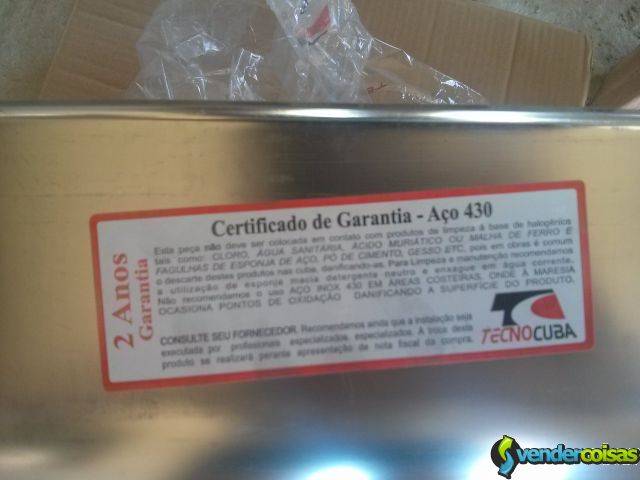 2 Anos
Garantia
Certificado de Garantia - Aço 430
Esta peça não deve ser colocada em contato com produtos de limpeza à base de halogênios
tais como: CLORO, ÁGUA SANITÁRIA, ÁCIDO MURIÁTICO OU MALHA DE FERRO E
FAGULHAS DE ESPONJA DE AÇO, PÓ DE CIMENTO, GESSO ETC, pois em obras é comum
o descarte destes produtos nas cuba, danificando-as. Para Limpeza e manutenção recomendamos
a utilização de esponja macia detergente neutro e enxague em água corrente.
Não recomendamos o uso AÇO INOX 430 EM ÁREAS COSTEIRAS, ONDE À MARESIA
OCASIONA PONTOS DE OXIDAÇÃO DANIFICANDO A SUPERFÍCIE DO PRODUTO.
CONSULTE SEU FORNECEDOR. Recomendamos ainda que a instalação seja
executada por profissionais especializados, especializados. A troca deste
produto se realizará perante apresentação de nota fiscal da compra.
TECNOCUBA
vendercoisas